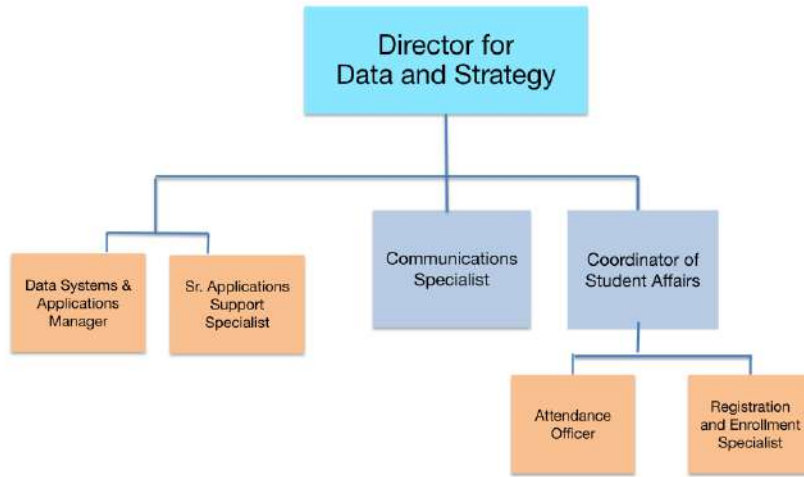 Director for
Data and Strategy
Communications
Specialist
Coordinator of
Student Affairs
Data Systems &
Applications
Manager
Sr. Applications
Support
Specialist
Attendance
Officer
Registration
and Enrollment
Specialist